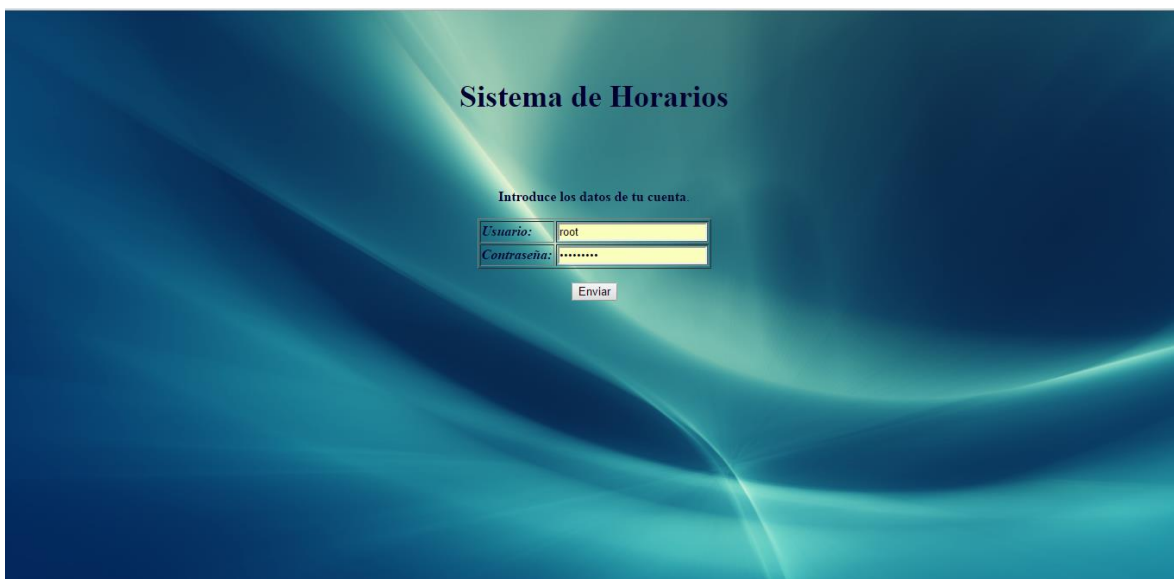 Sistema de Horarios
Introduce los datos de tu cuenta.
Usuario: root
Contraseña: •••••••••
Enviar